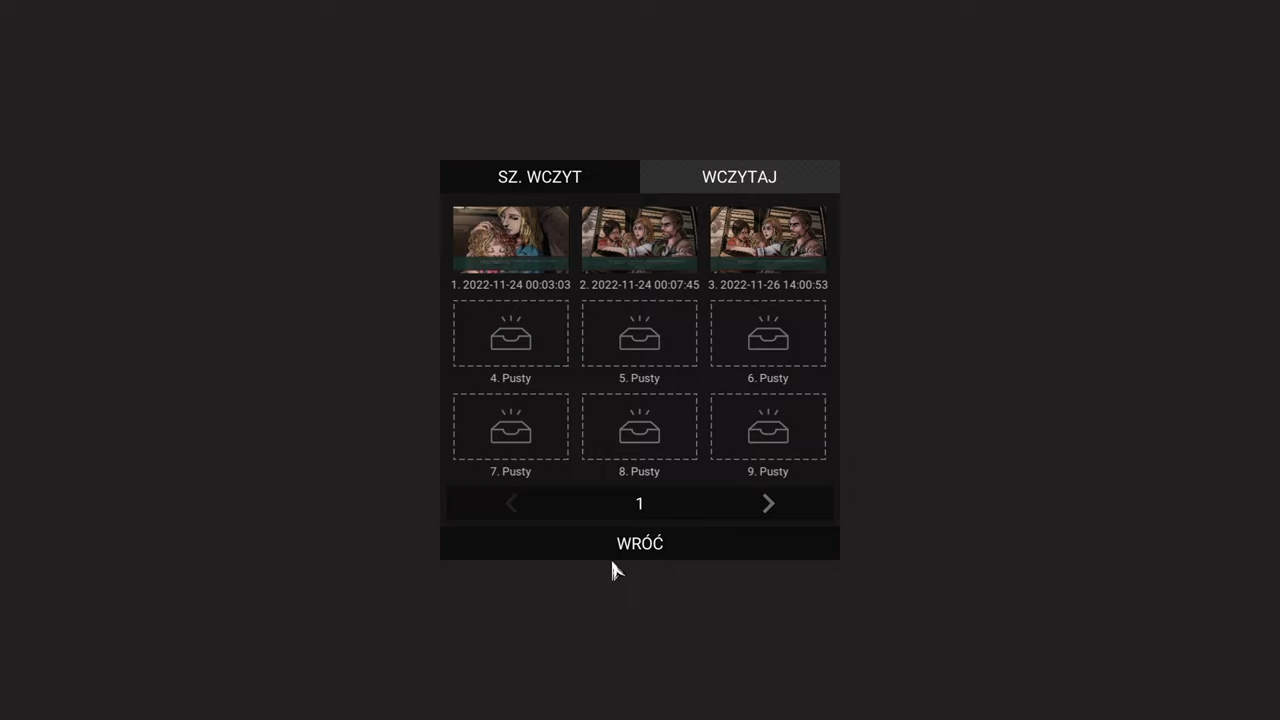 SZ. WCZYT WCZYTAJ
1. 2022-11-24 00:03:03 2. 2022-11-24 00:07:45 3. 2022-11-26 14:00:53
4. Pusty 5. Pusty 6. Pusty
7. Pusty 8. Pusty 9. Pusty
1
WRÓĆ